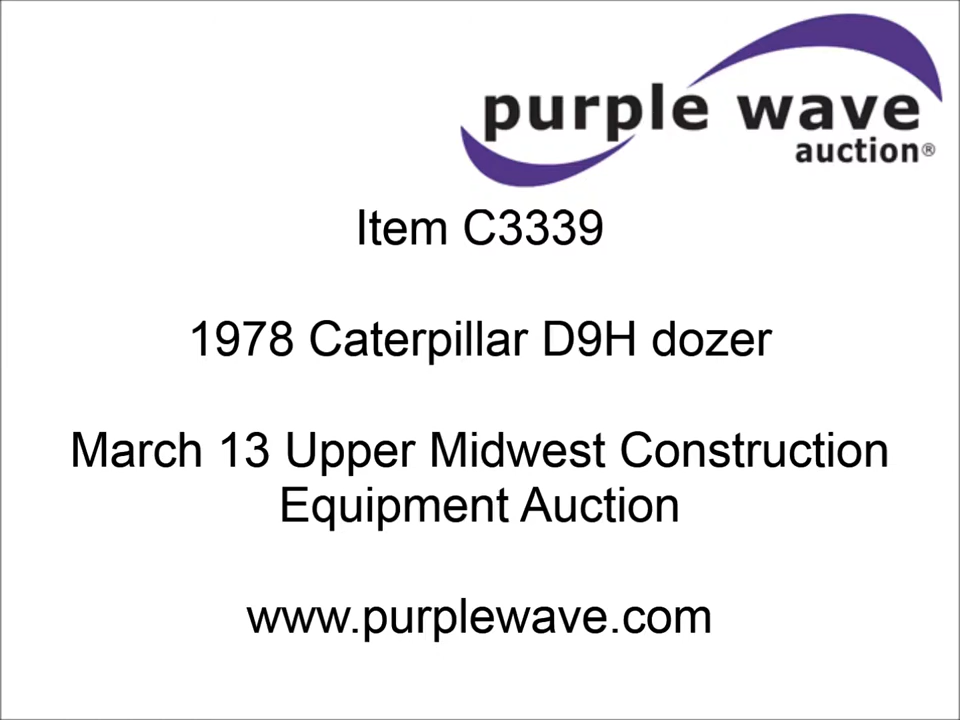 purple wave
auction®
Item C3339
1978 Caterpillar D9H dozer
March 13 Upper Midwest Construction
Equipment Auction
www.purplewave.com